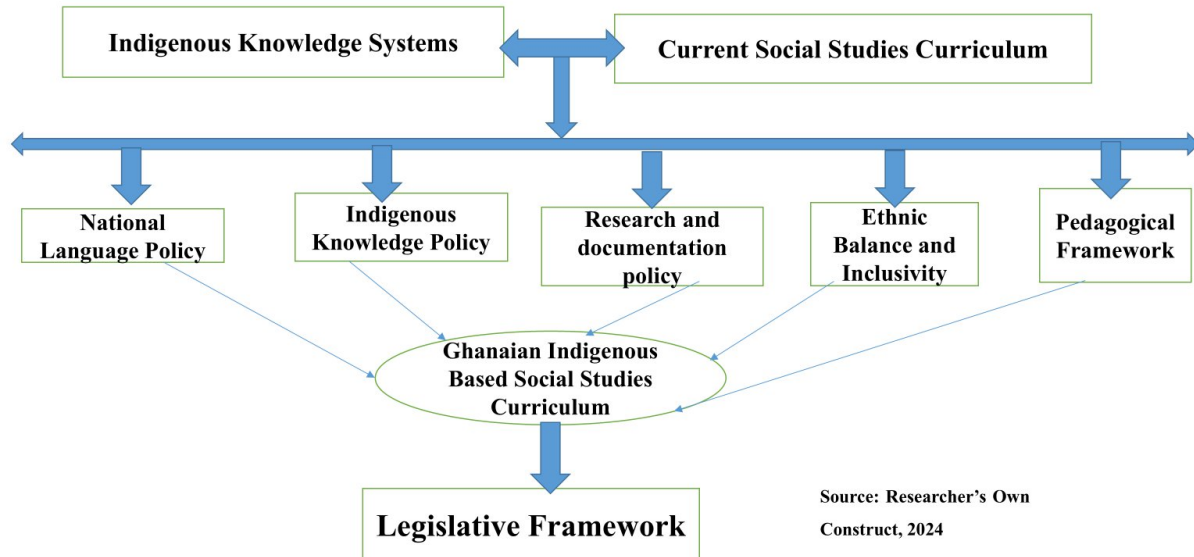 Indigenous Knowledge Systems
Current Social Studies Curriculum
National
Language Policy
Indigenous
Knowledge Policy
Research and
documentation
policy
Ethnic
Balance and
Inclusivity
Pedagogical
Framework
Ghanaian Indigenous
Based Social Studies
Curriculum
Legislative Framework
Source: Researcher’s Own
Construct, 2024